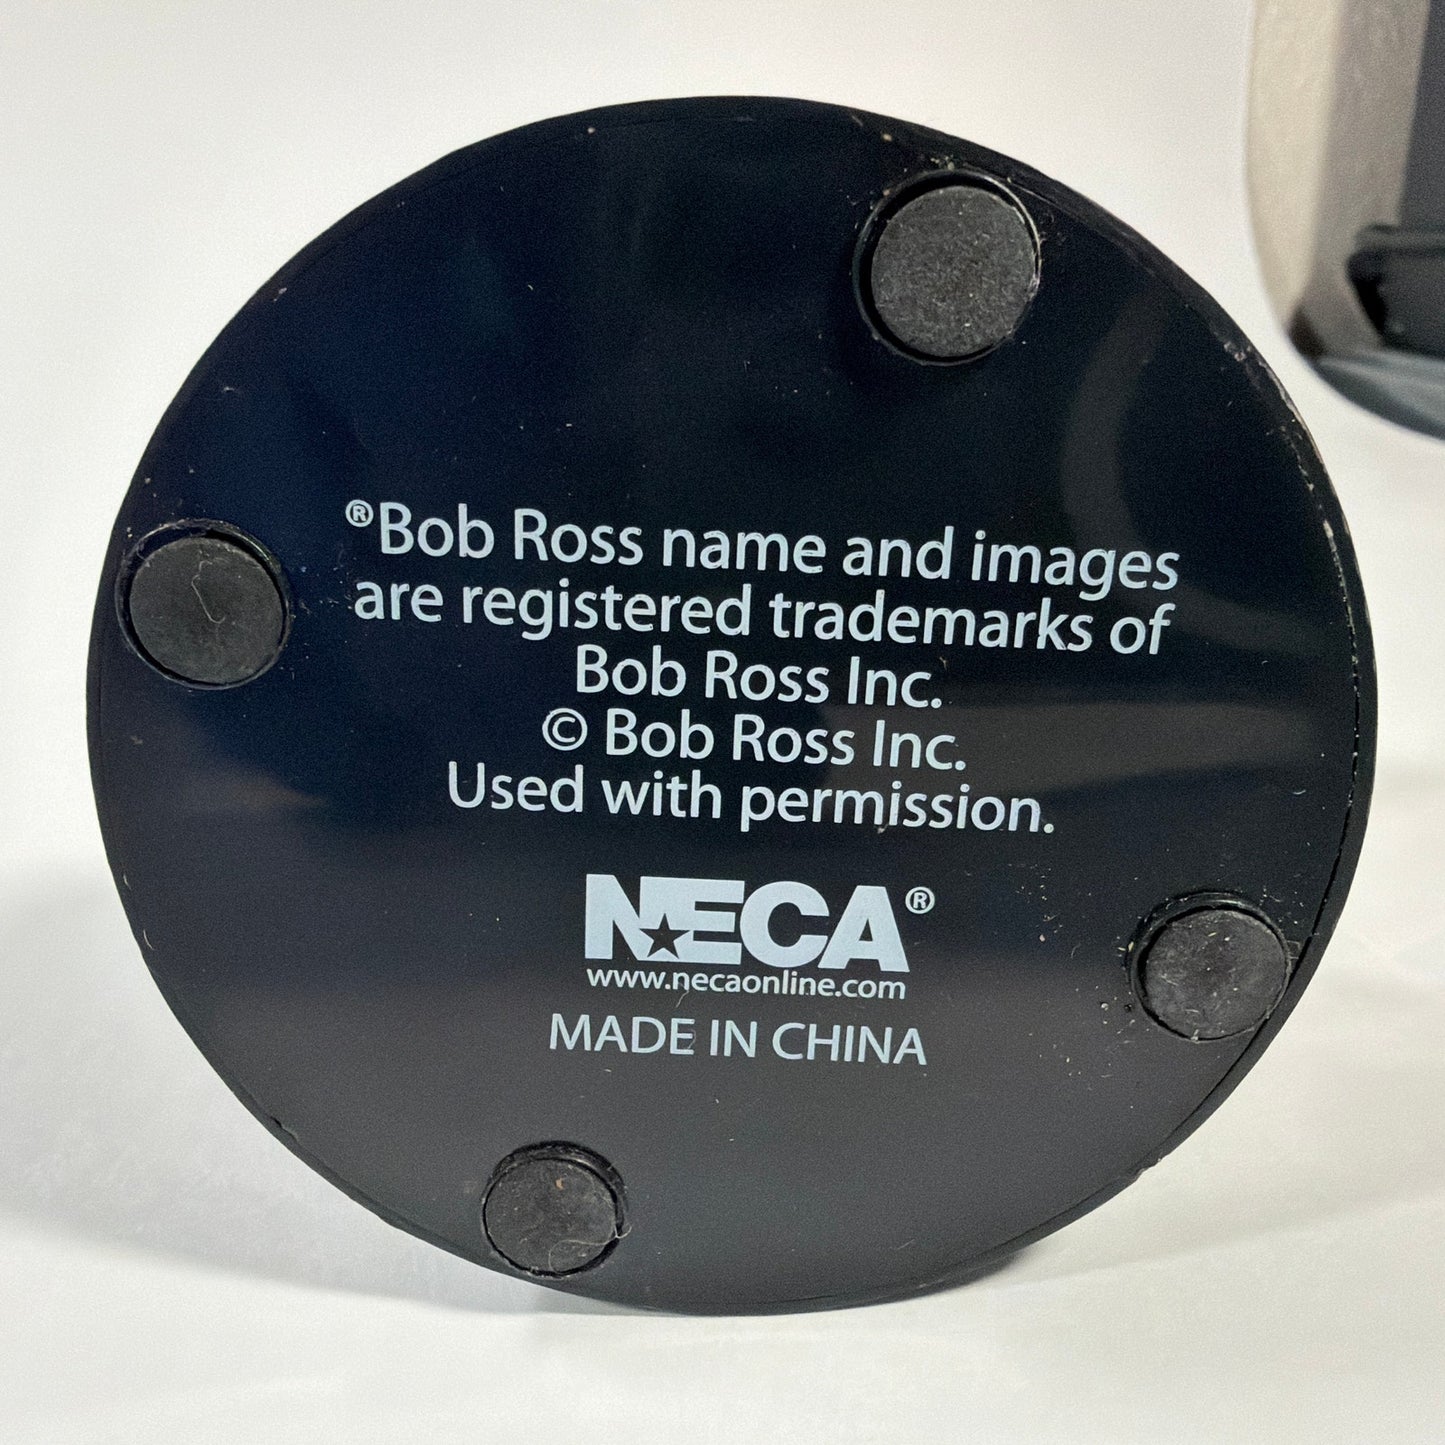 ®Bob Ross name and images
are registered trademarks of
Bob Ross Inc.
© Bob Ross Inc.
Used with permission.
NECA®
www.necaonline.com
MADE IN CHINA